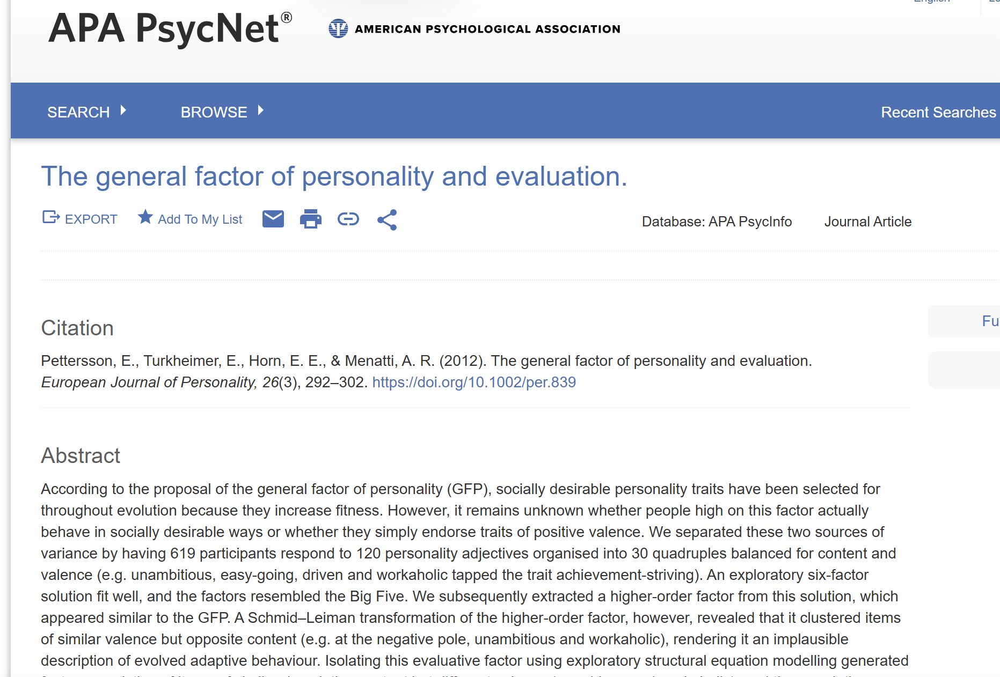 English
APA PsycNet®
AMERICAN PSYCHOLOGICAL ASSOCIATION
SEARCH BROWSE Recent Searches
The general factor of personality and evaluation.
EXPORT Add To My List Database: APA PsycInfo Journal Article
Citation
Fu
Pettersson, E., Turkheimer, E., Horn, E. E., & Menatti, A. R. (2012). The general factor of personality and evaluation.
European Journal of Personality, 26(3), 292–302. https://doi.org/10.1002/per.839
Abstract
According to the proposal of the general factor of personality (GFP), socially desirable personality traits have been selected for
throughout evolution because they increase fitness. However, it remains unknown whether people high on this factor actually
behave in socially desirable ways or whether they simply endorse traits of positive valence. We separated these two sources of
variance by having 619 participants respond to 120 personality adjectives organised into 30 quadruples balanced for content and
valence (e.g. unambitious, easy-going, driven and workaholic tapped the trait achievement-striving). An exploratory six-factor
solution fit well, and the factors resembled the Big Five. We subsequently extracted a higher-order factor from this solution, which
appeared similar to the GFP. A Schmid–Leiman transformation of the higher-order factor, however, revealed that it clustered items
of similar valence but opposite content (e.g. at the negative pole, unambitious and workaholic), rendering it an implausible
description of evolved adaptive behaviour. Isolating this evaluative factor using exploratory structural equation modelling generated